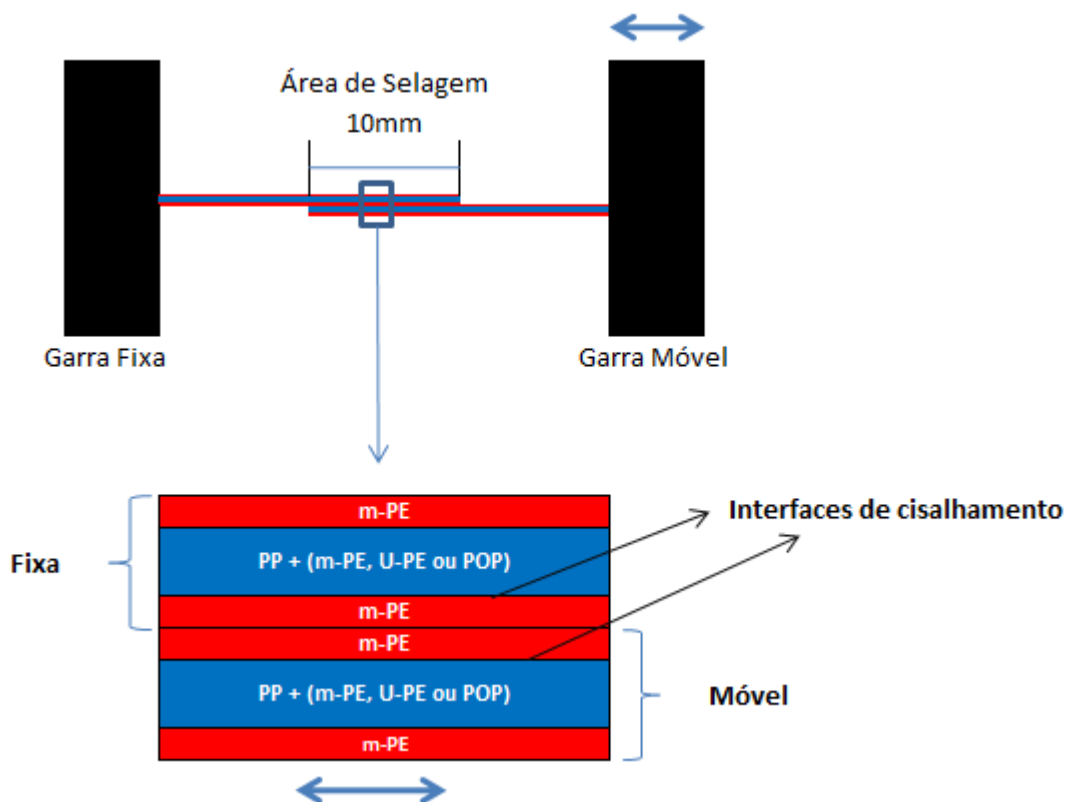 Área de Selagem
10mm
Garra Fixa
Garra Móvel
m-PE
Interfaces de cisalhamento
Fixa
PP + (m-PE, U-PE ou POP)
m-PE
m-PE
PP + (m-PE, U-PE ou POP)
Móvel
m-PE